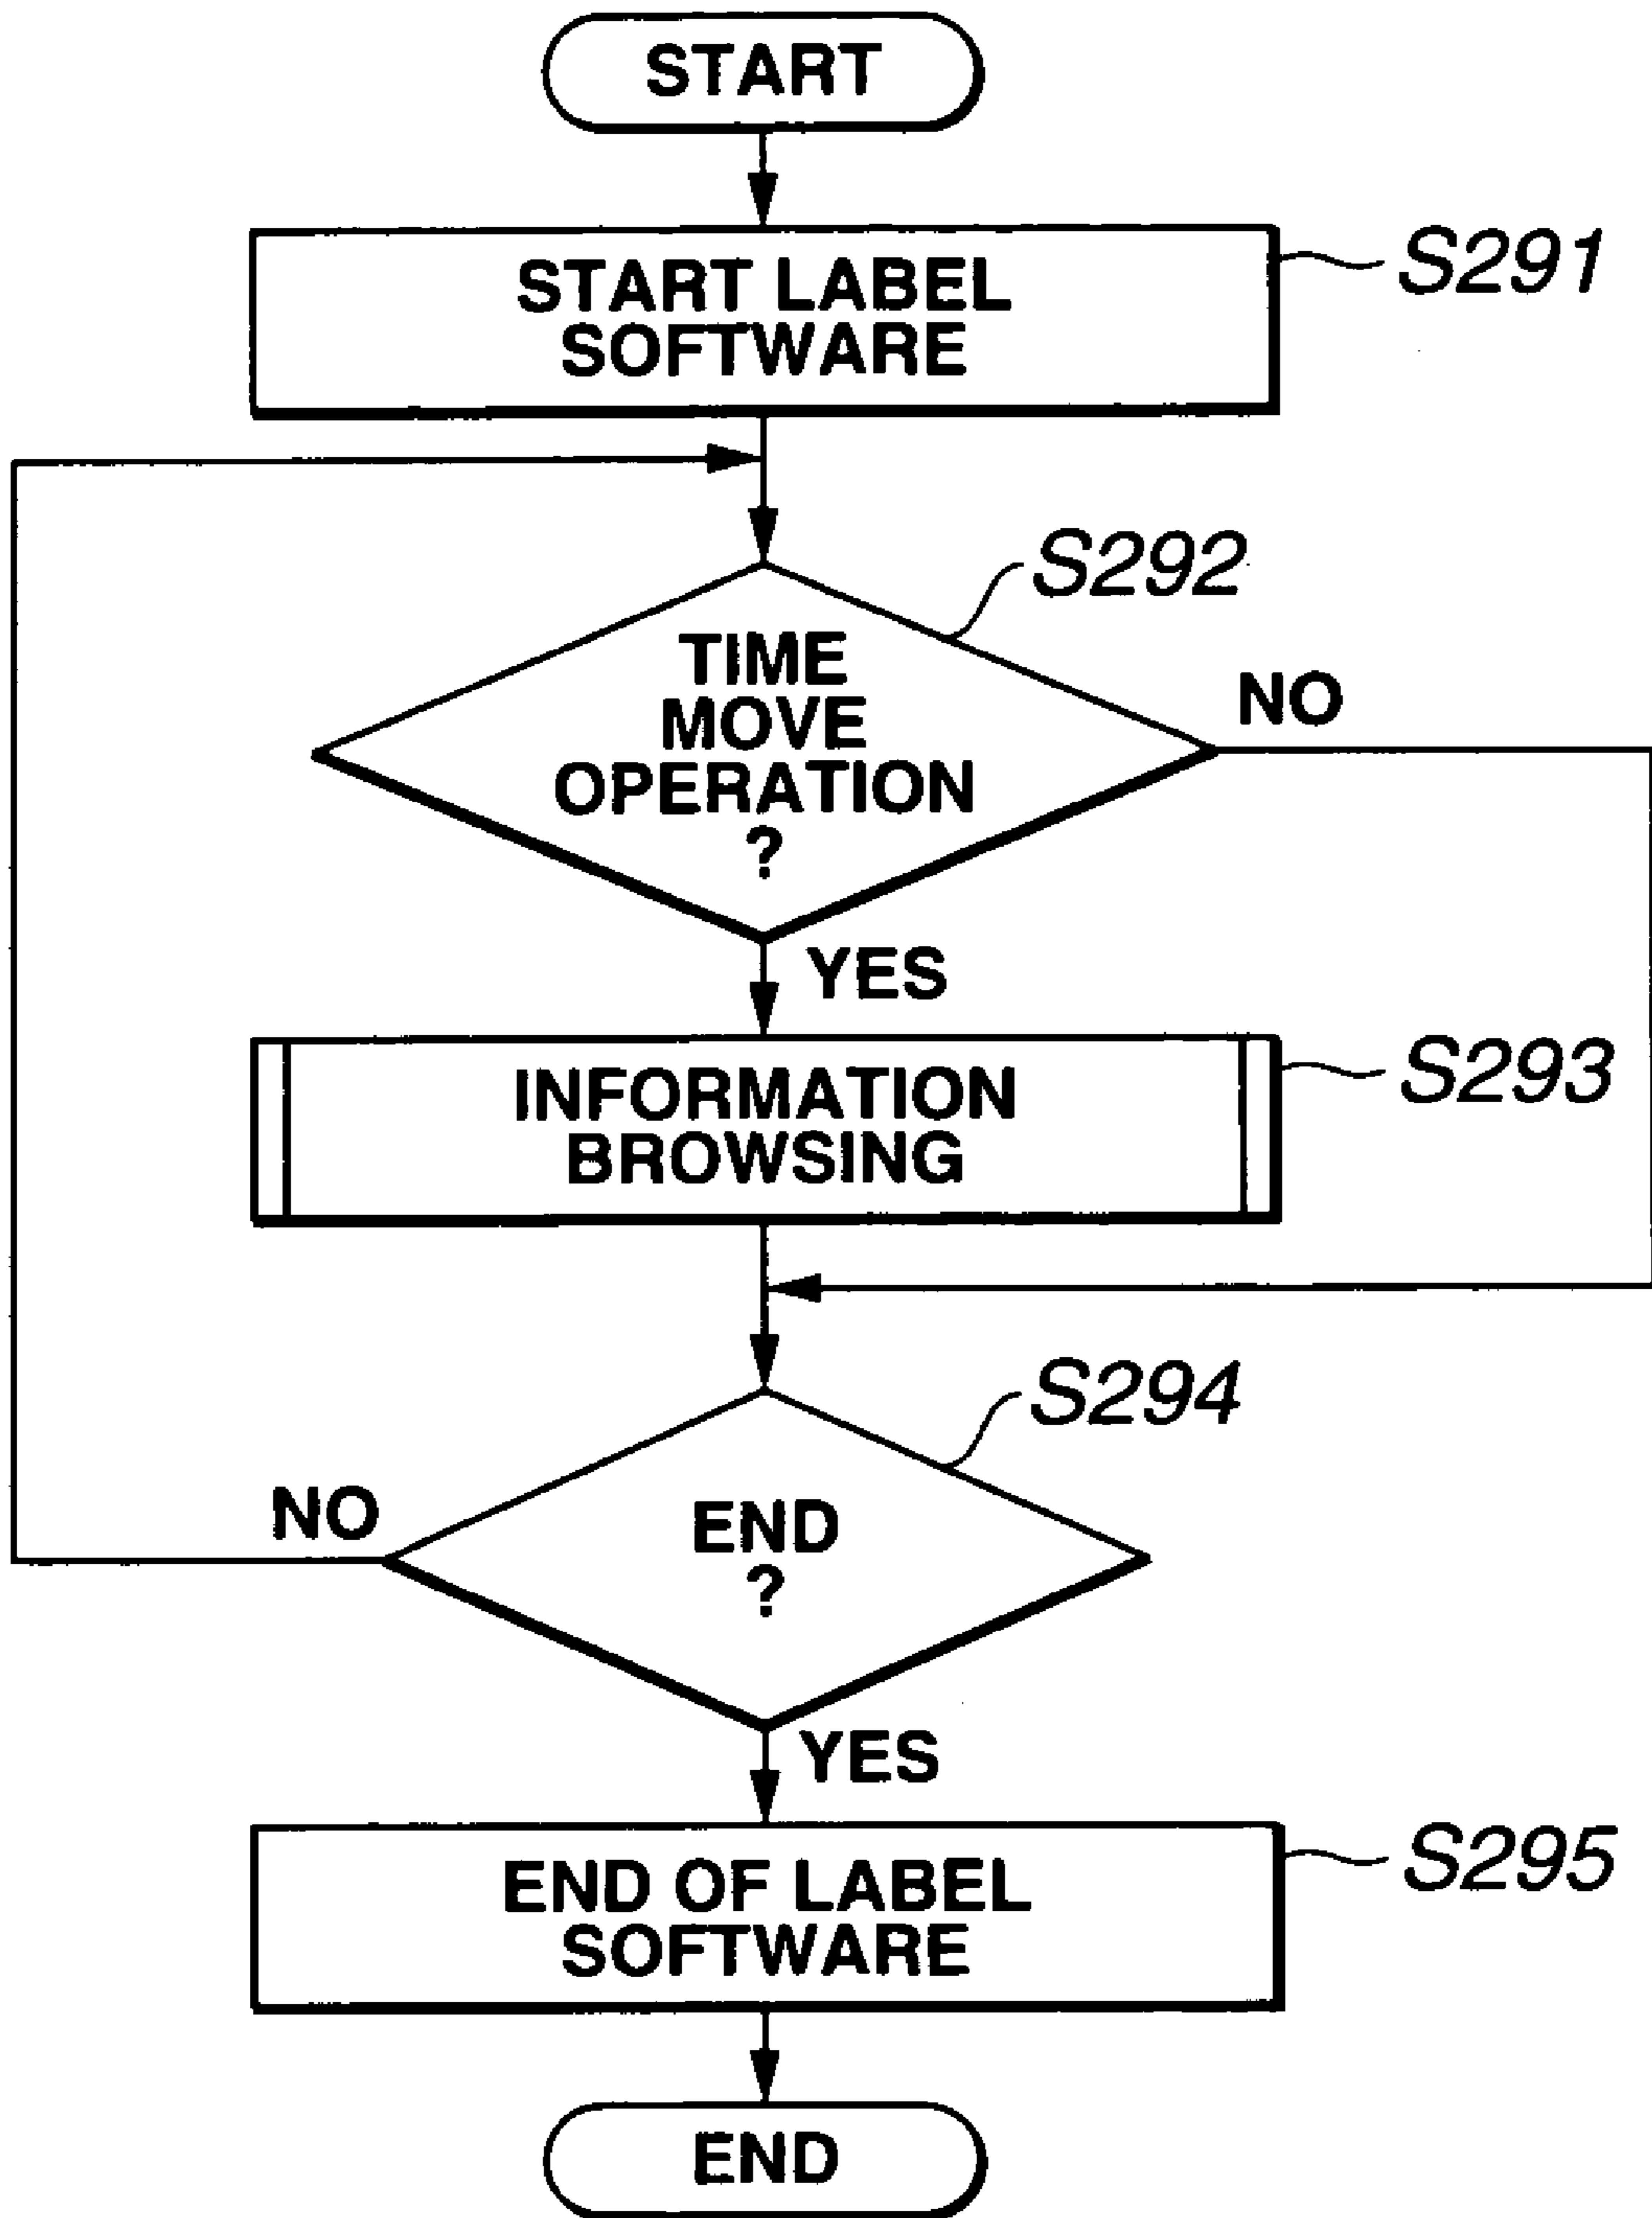 START
START LABEL
SOFTWARE
S291
S292
TIME
MOVE
OPERATION
?
NO
YES
INFORMATION
BROWSING
S293
S294
END
?
NO
YES
END OF LABEL
SOFTWARE
S295
END